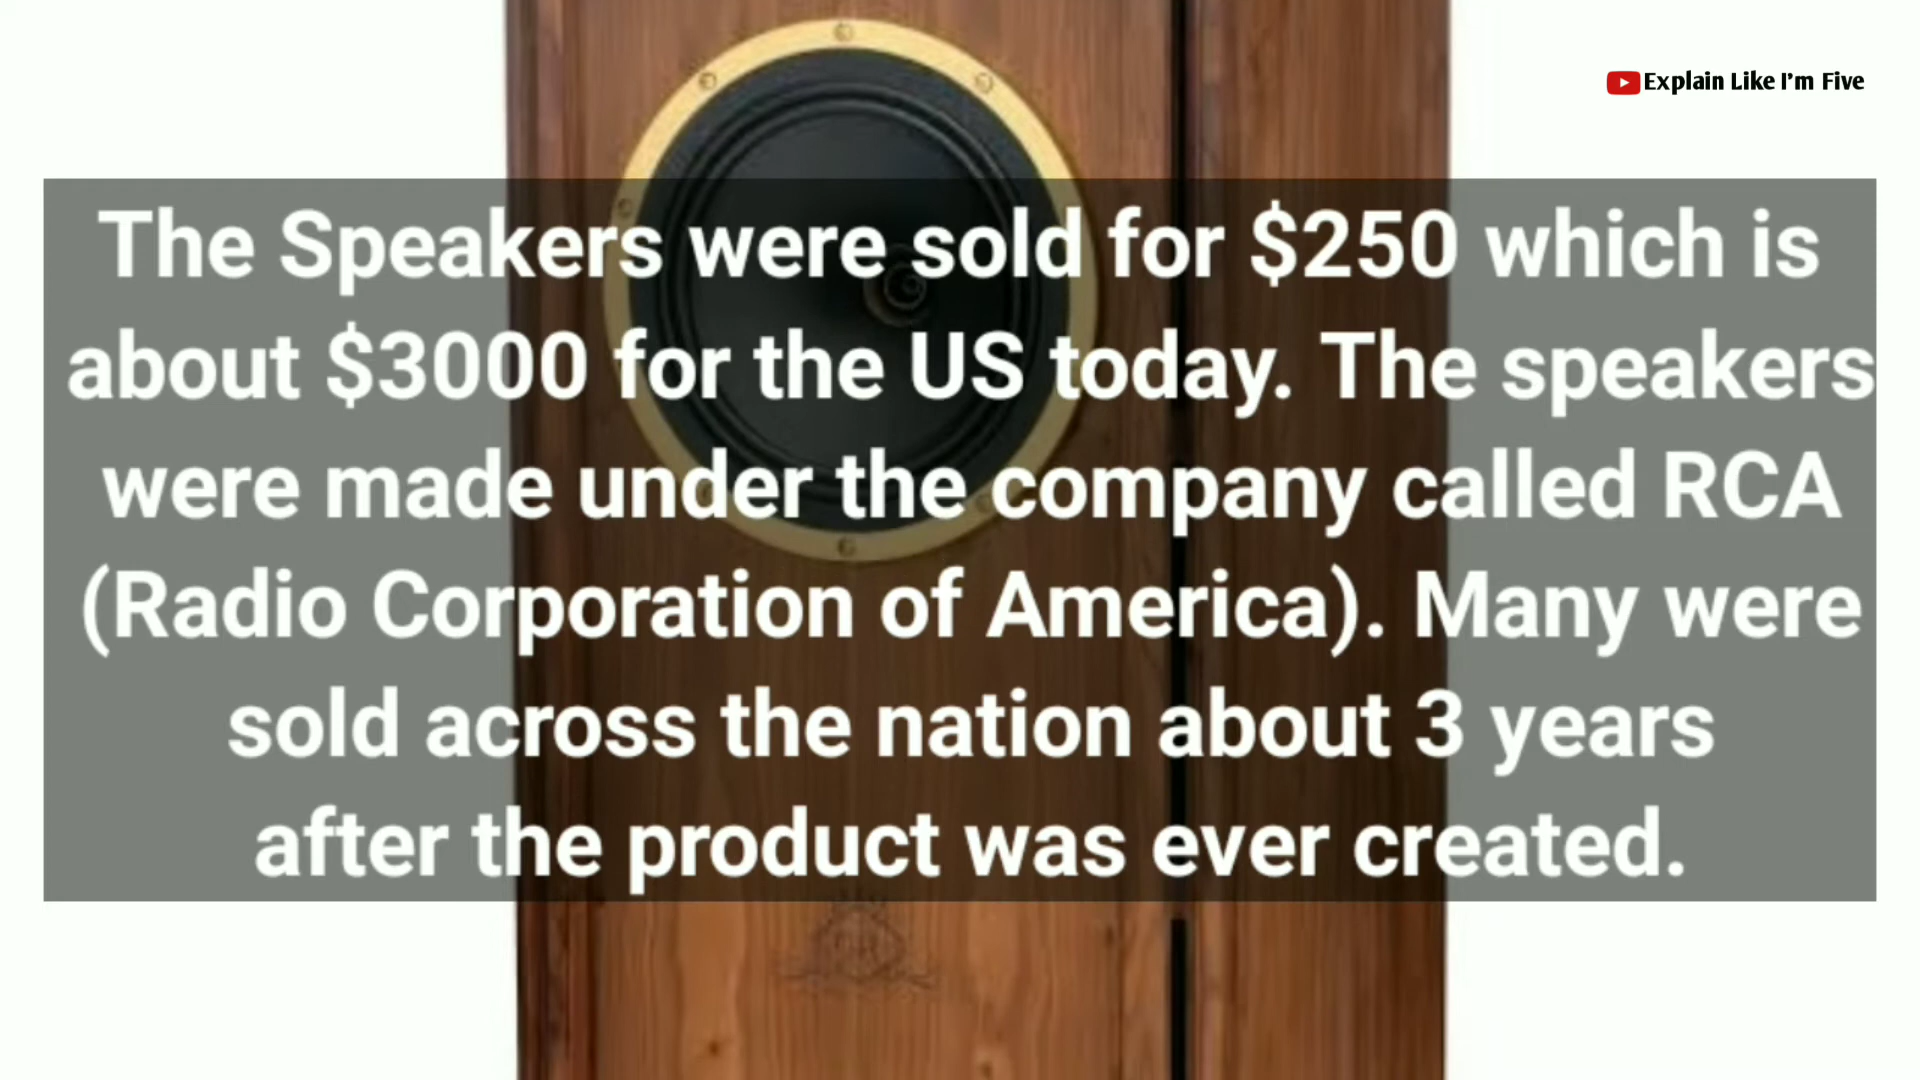 Explain Like I'm Five
The Speakers were sold for $250 which is
about $3000 for the US today. The speakers
were made under the company called RCA
(Radio Corporation of America). Many were
sold across the nation about 3 years
after the product was ever created.